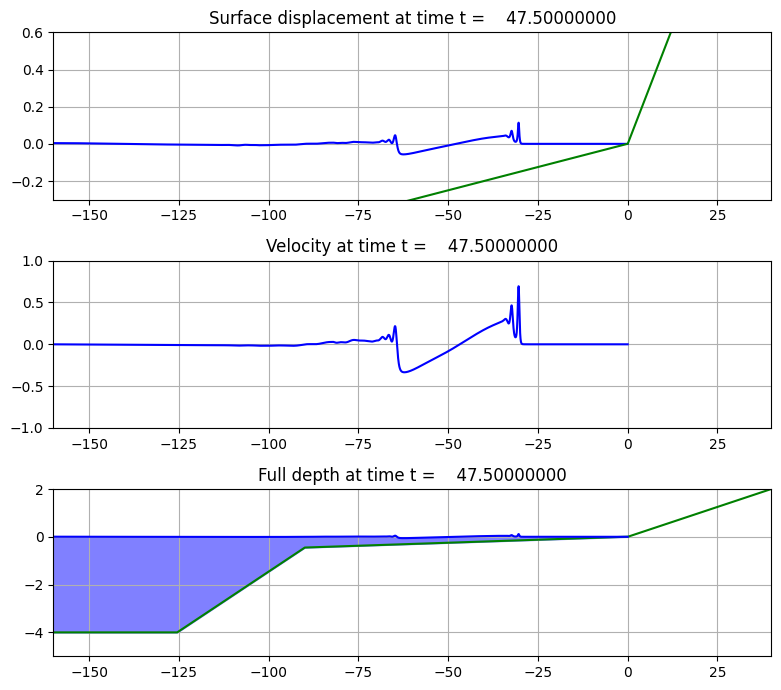 Surface displacement at time t =    47.50000000
0.6
0.4
0.2
0.0
−0.2
−150 −125 −100 −75 −50 −25 0 25
Velocity at time t =    47.50000000
1.0
0.5
0.0
−0.5
−1.0
−150 −125 −100 −75 −50 −25 0 25
Full depth at time t =    47.50000000
2
0
−2
−4
−150 −125 −100 −75 −50 −25 0 25